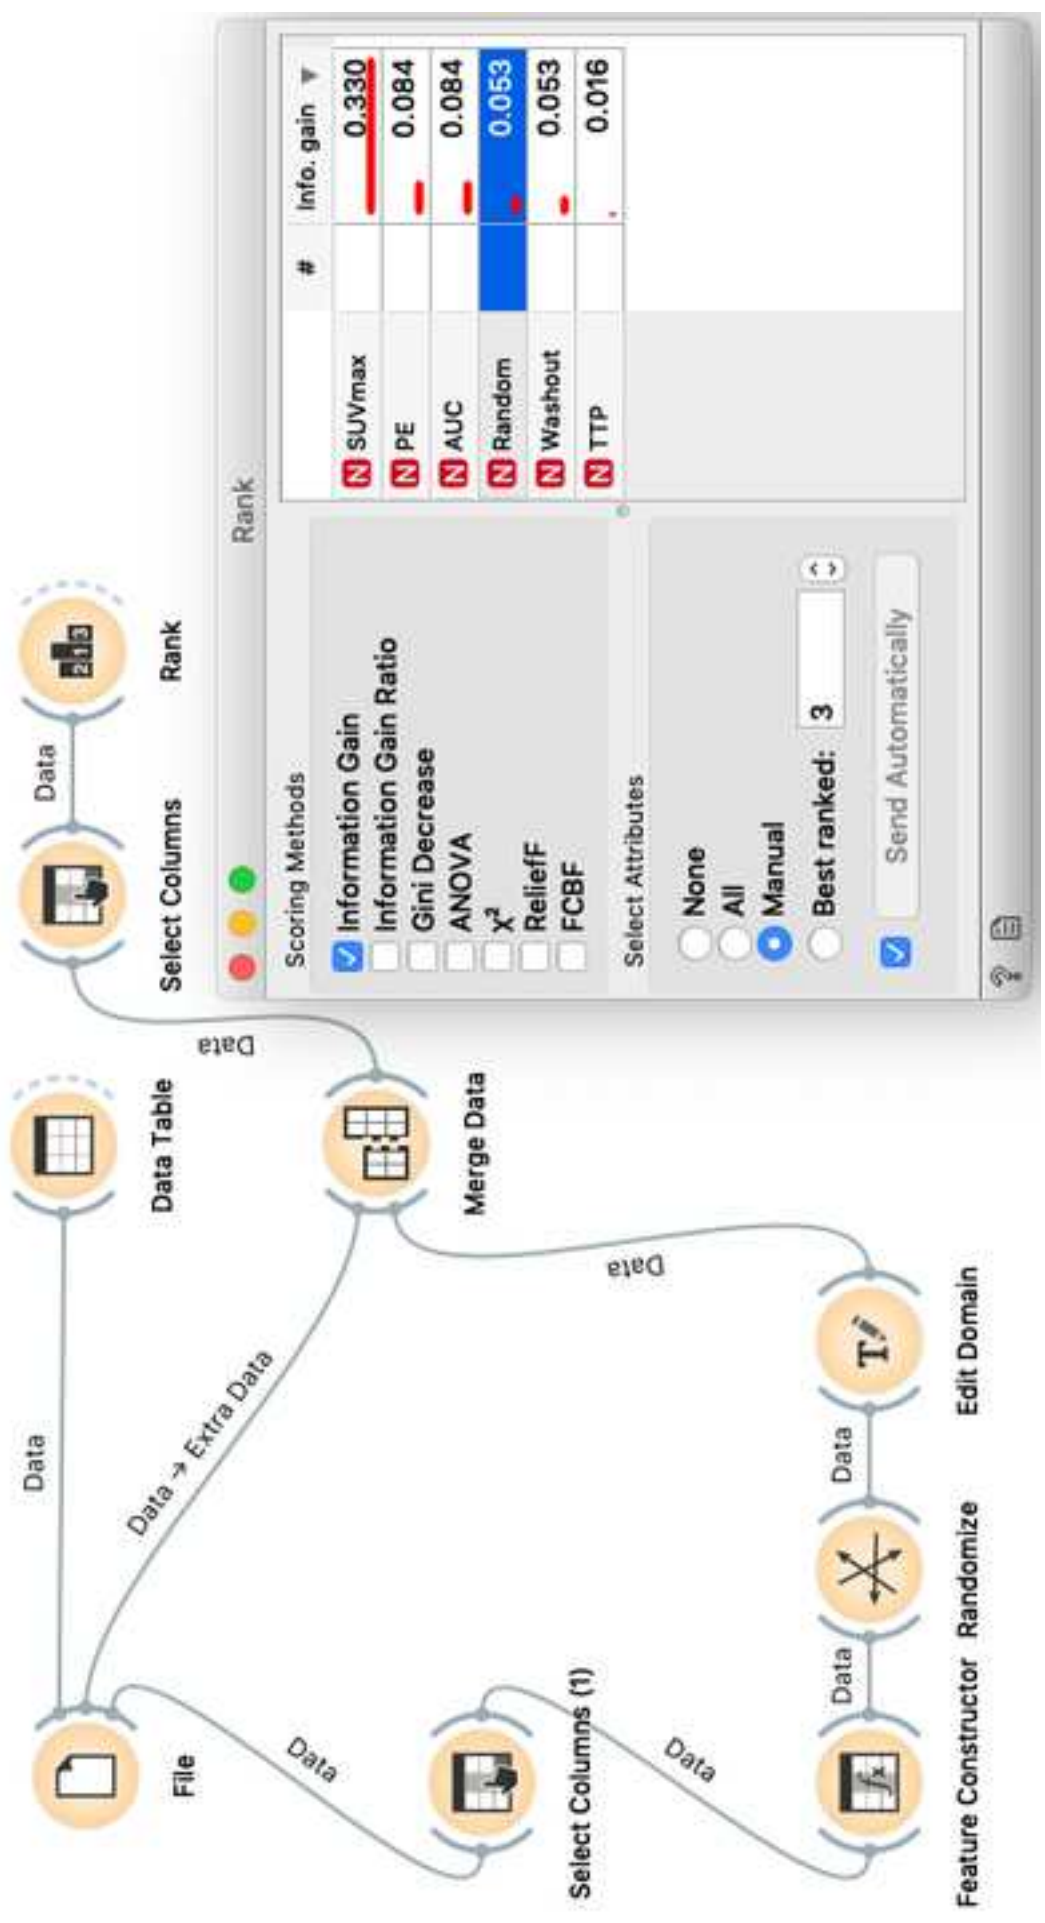 File
Data
Data Table
Data → Extra Data
Data
Select Columns (1)
Data
Feature Constructor
Data
Randomize
Data
Edit Domain
Data
Merge Data
Data
Select Columns
Data
Rank
Rank
Scoring Methods
Information Gain
Information Gain Ratio
Gini Decrease
ANOVA
X²
ReliefF
FCBF
Select Attributes
None
All
Manual
Best ranked: 3
Send Automatically
# Info. gain
N SUVmax 0.330
N PE 0.084
N AUC 0.084
N Random 0.053
N Washout 0.053
N TTP 0.016
?